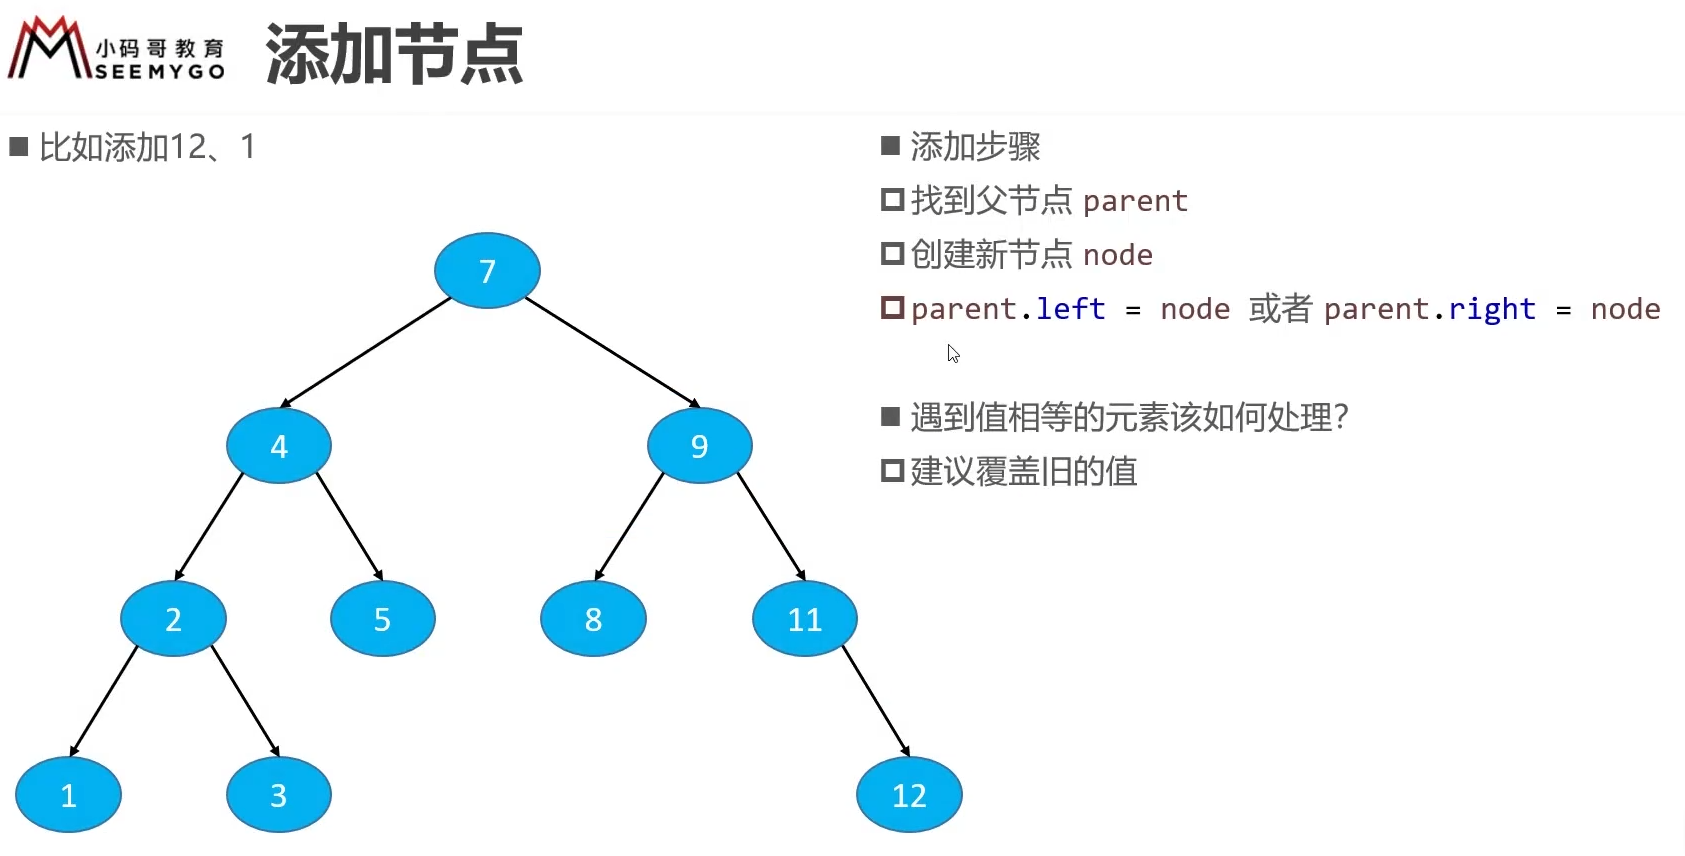 小码哥教育
SEEMYGO
添加节点
■ 比如添加12、1
7
4
9
2
5
8
11
1
3
12
■ 添加步骤
找到父节点 parent
创建新节点 node
parent.left = node 或者 parent.right = node
■ 遇到值相等的元素该如何处理？
建议覆盖旧的值